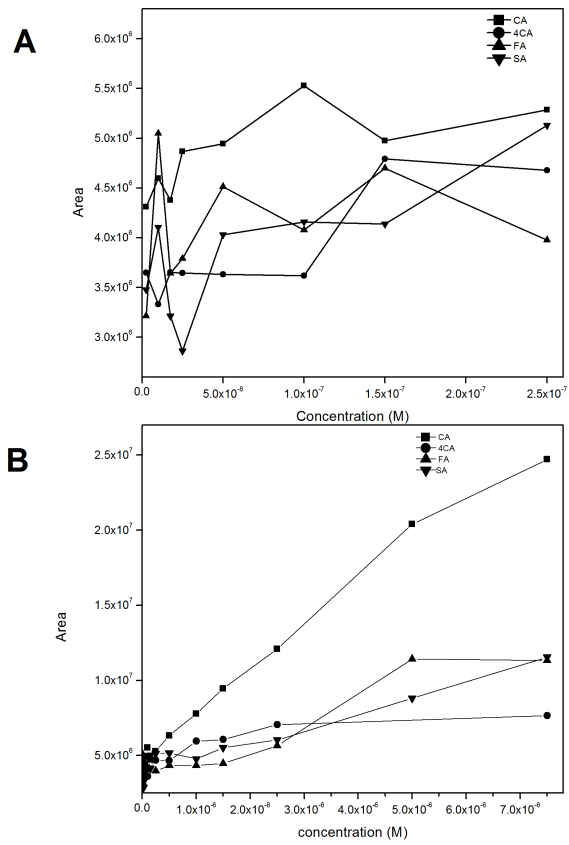 A
CA
4CA
FA
SA
6.0x10⁶
5.5x10⁶
5.0x10⁶
4.5x10⁶
4.0x10⁶
3.5x10⁶
3.0x10⁶
Area
0.0 5.0x10⁻⁸ 1.0x10⁻⁷ 1.5x10⁻⁷ 2.0x10⁻⁷ 2.5x10⁻⁷
Concentration (M)
B
CA
4CA
FA
SA
2.5x10⁷
2.0x10⁷
1.5x10⁷
1.0x10⁷
5.0x10⁶
Area
0.0 1.0x10⁻⁶ 2.0x10⁻⁶ 3.0x10⁻⁶ 4.0x10⁻⁶ 5.0x10⁻⁶ 6.0x10⁻⁶ 7.0x10⁻⁶
concentration (M)